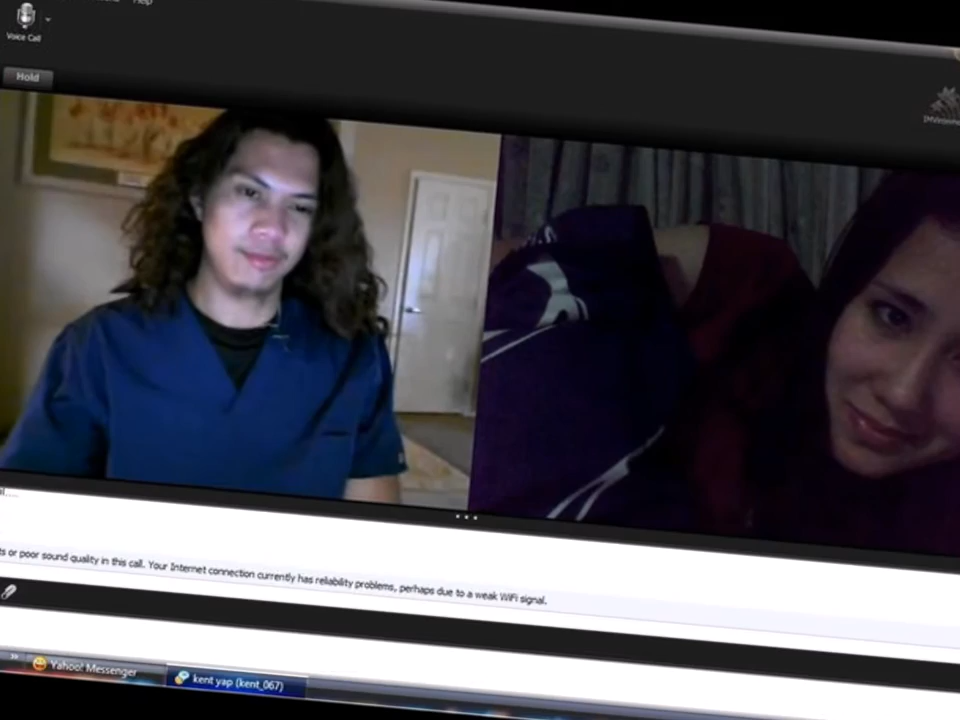 Help
Voice Call
Hold
ts or poor sound quality in this call. Your Internet connection currently has reliability problems, perhaps due to a weak WiFi signal.
Yahoo! Messenger
kent yap (kent_067)